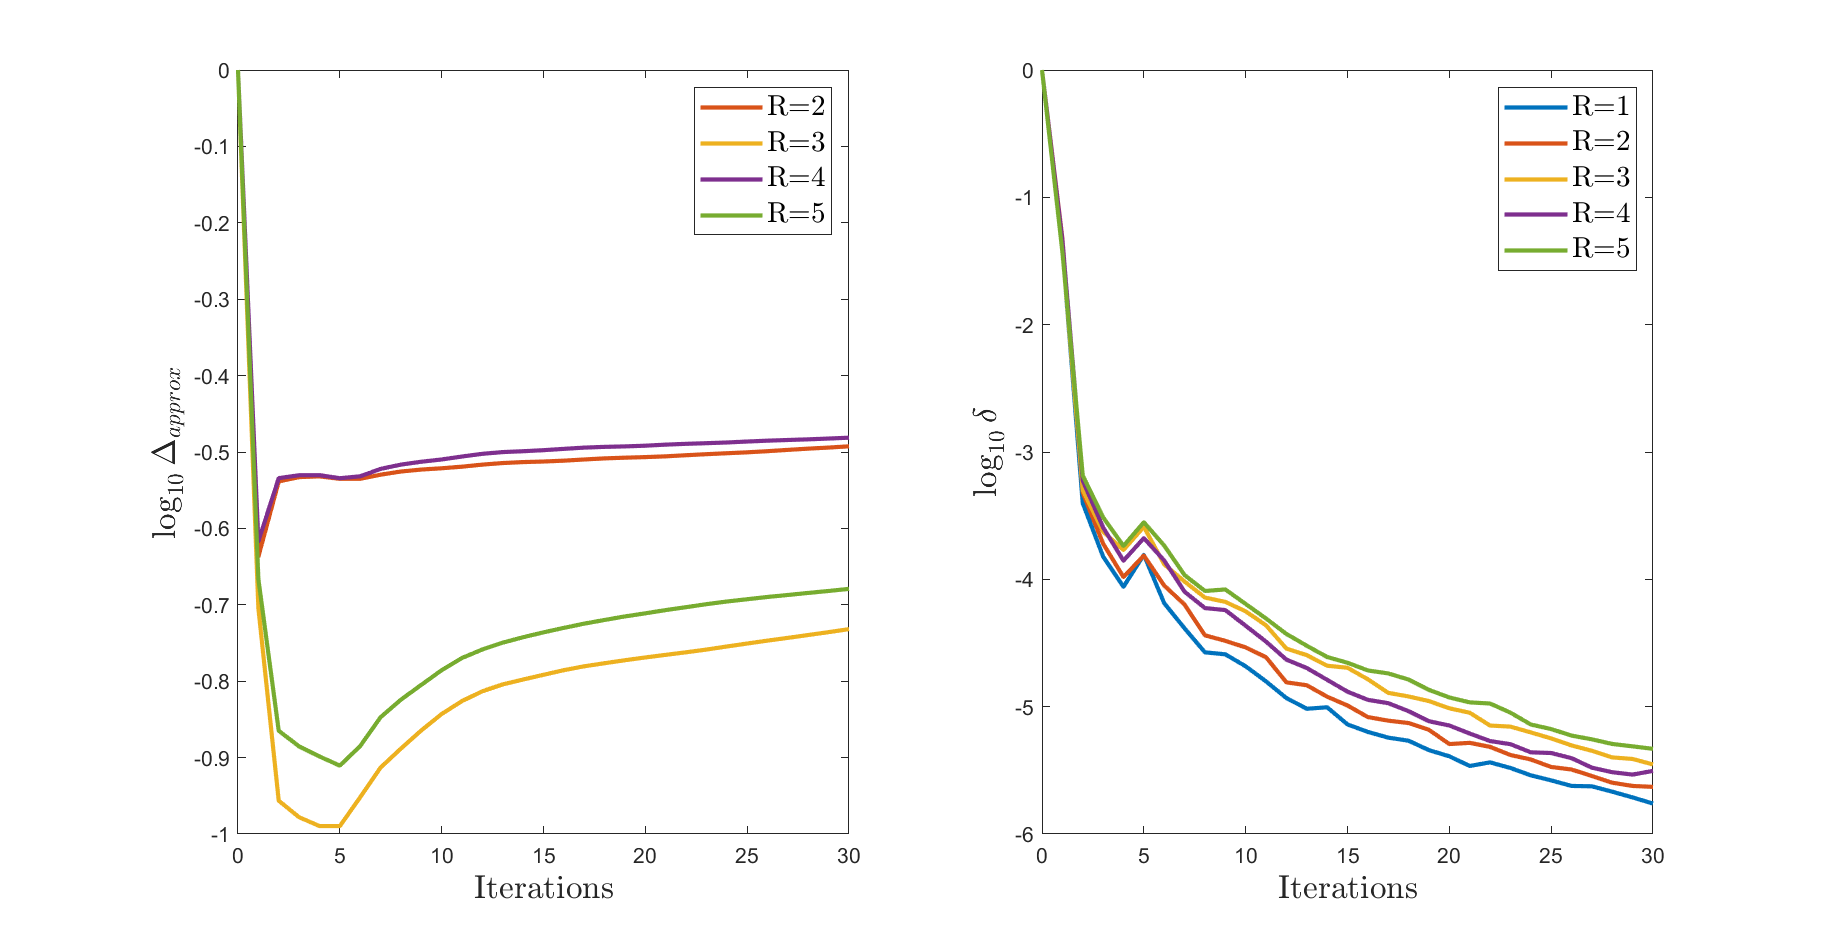 0
-0.1
-0.2
-0.3
-0.4
-0.5
-0.6
-0.7
-0.8
-0.9
-1
0 5 10 15 20 25 30
Iterations
log₁₀ Δ_approx
R=2
R=3
R=4
R=5
0
-1
-2
-3
-4
-5
-6
0 5 10 15 20 25 30
Iterations
log₁₀ δ
R=1
R=2
R=3
R=4
R=5